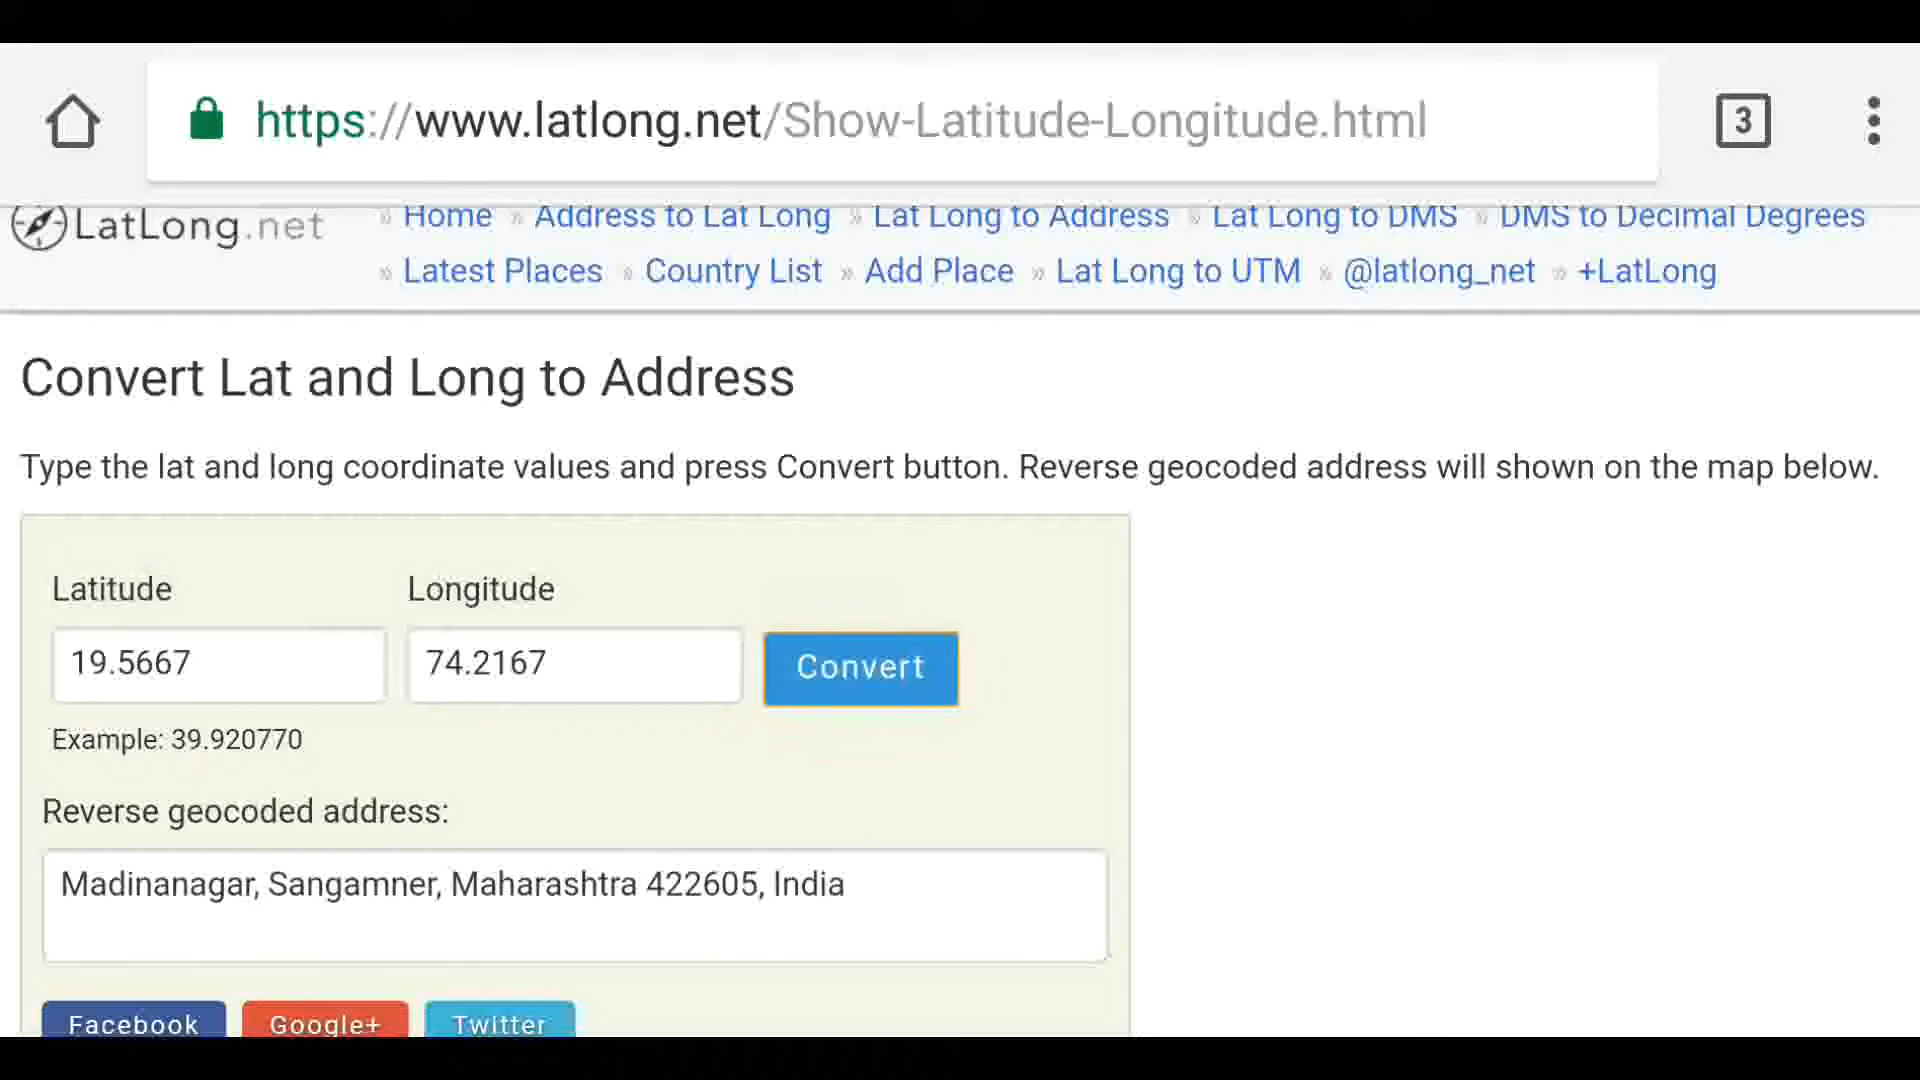 https://www.latlong.net/Show-Latitude-Longitude.html
3
LatLong.net
» Home » Address to Lat Long » Lat Long to Address » Lat Long to DMS » DMS to Decimal Degrees
» Latest Places » Country List » Add Place » Lat Long to UTM » @latlong_net » +LatLong
Convert Lat and Long to Address
Type the lat and long coordinate values and press Convert button. Reverse geocoded address will shown on the map below.
Latitude Longitude
19.5667 74.2167 Convert
Example: 39.920770
Reverse geocoded address:
Madinanagar, Sangamner, Maharashtra 422605, India
Facebook Google+ Twitter